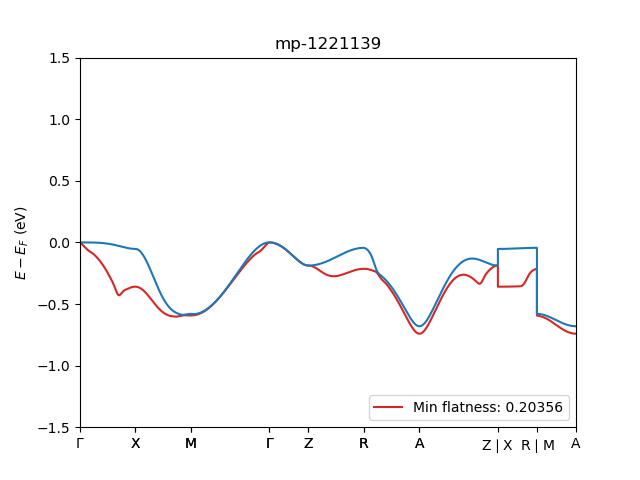 mp-1221139
E − E_F (eV)
1.5
1.0
0.5
0.0
−0.5
−1.0
−1.5
Min flatness: 0.20356
Γ X M Γ Z R A Z | X R | M A